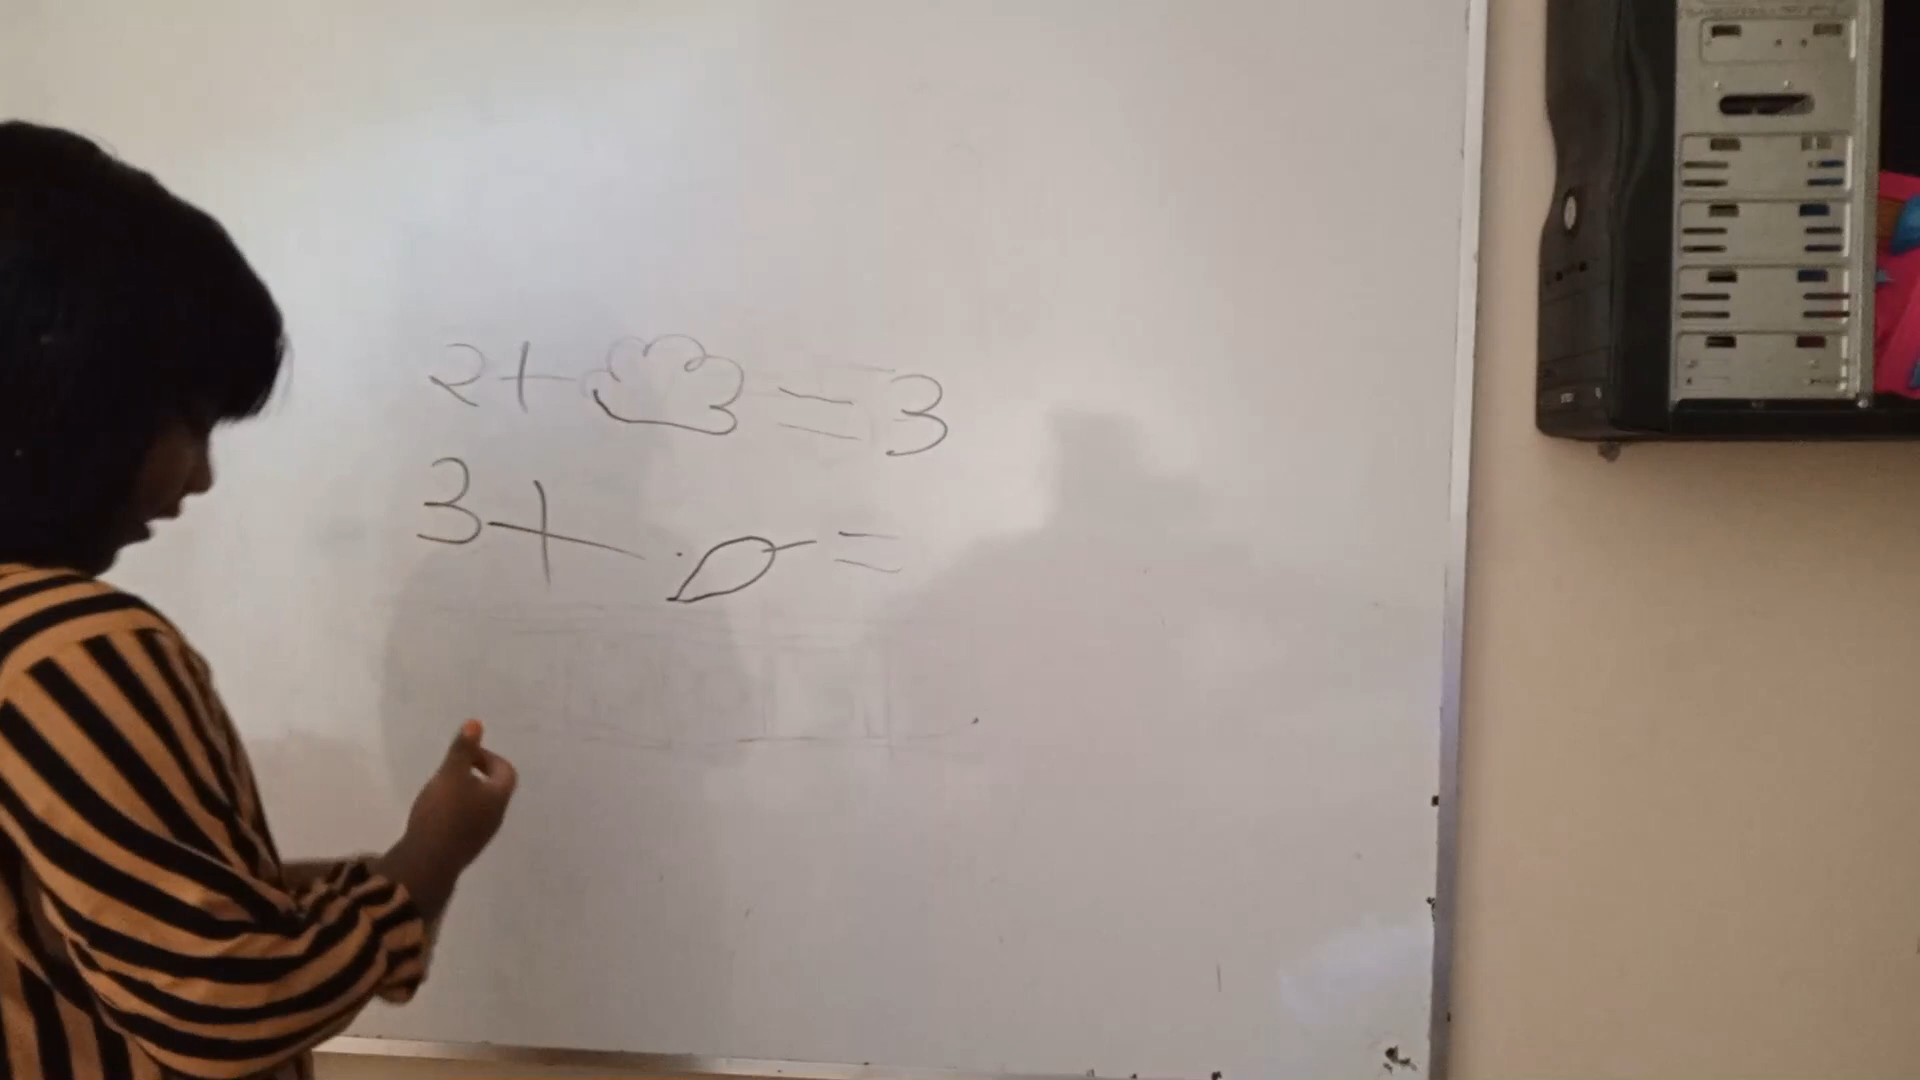 2+ = 3
3+ =